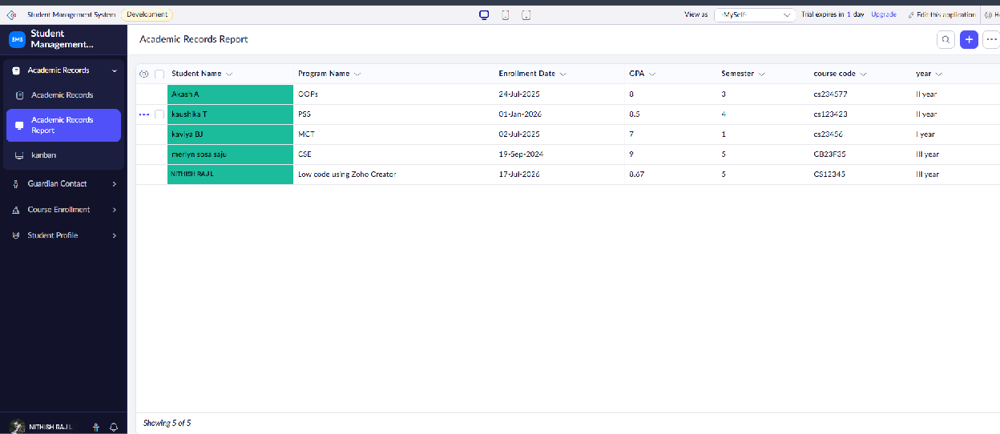 Student Management System Development View as -MySelf- Trial expires in 1 day Upgrade Edit this application
SMS Student Management...
Academic Records Report
Academic Records
Academic Records
Academic Records Report
kanban
Guardian Contact
Course Enrollment
Student Profile
NITHISH RAJ L
Student Name Program Name Enrollment Date GPA Semester course code year
Akash A OOPs 24-Jul-2025 8 3 cs234577 II year
kaushika T PSS 01-Jan-2026 8.5 4 cs123423 II year
kaviya BJ MCT 02-Jul-2025 7 1 cs23456 I year
merlyn sosa saju CSE 19-Sep-2024 9 5 CB23F35 III year
NITHISH RAJ L Low code using Zoho Creator 17-Jul-2026 8.67 5 CS12345 III year
Showing 5 of 5